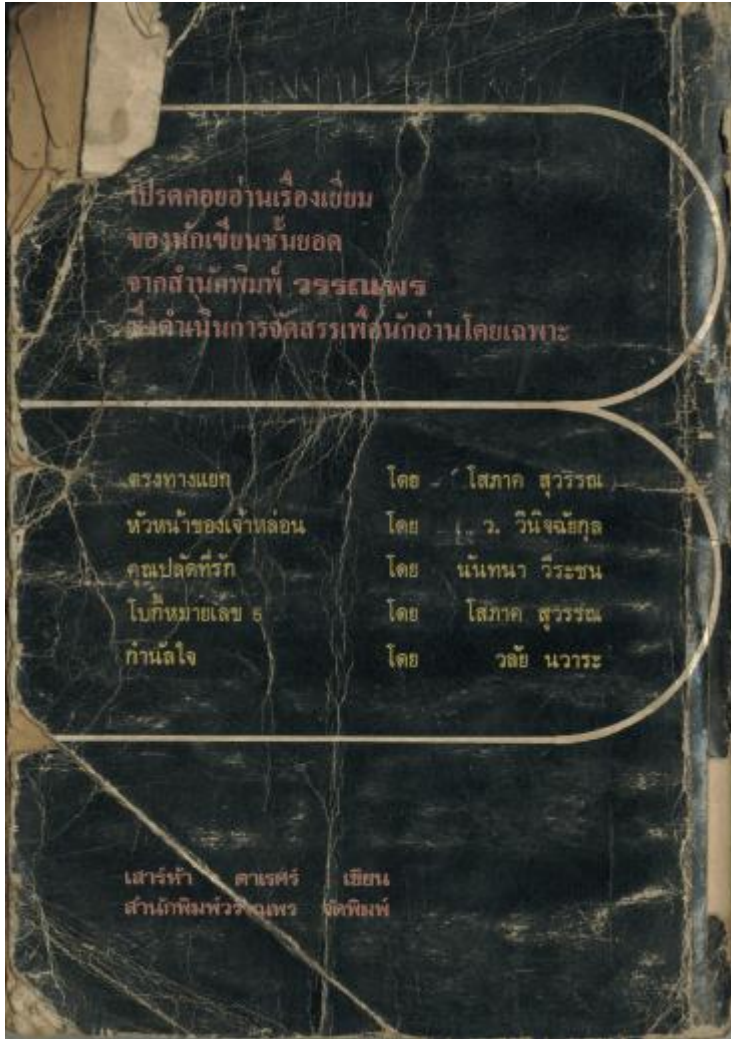 โปรดคอยอ่านเรื่องเยี่ยม
ของนักเขียนชั้นยอด
จากสำนักพิมพ์ วรรณพร
ซึ่งดำเนินการจัดสรรเพื่อนักอ่านโดยเฉพาะ
ตรงทางแยก โดย โสภาค สุวรรณ
หัวหน้าของเจ้าหล่อน โดย ว. วินิจฉัยกุล
คุณปลัดที่รัก โดย นันทนา วีระชน
โบกี้หมายเลข 5 โดย โสภาค สุวรรณ
กำนัลใจ โดย วลัย นวาระ
เสาร์ห้า ดาเรศร์ เขียน
สำนักพิมพ์วรรณพร จัดพิมพ์